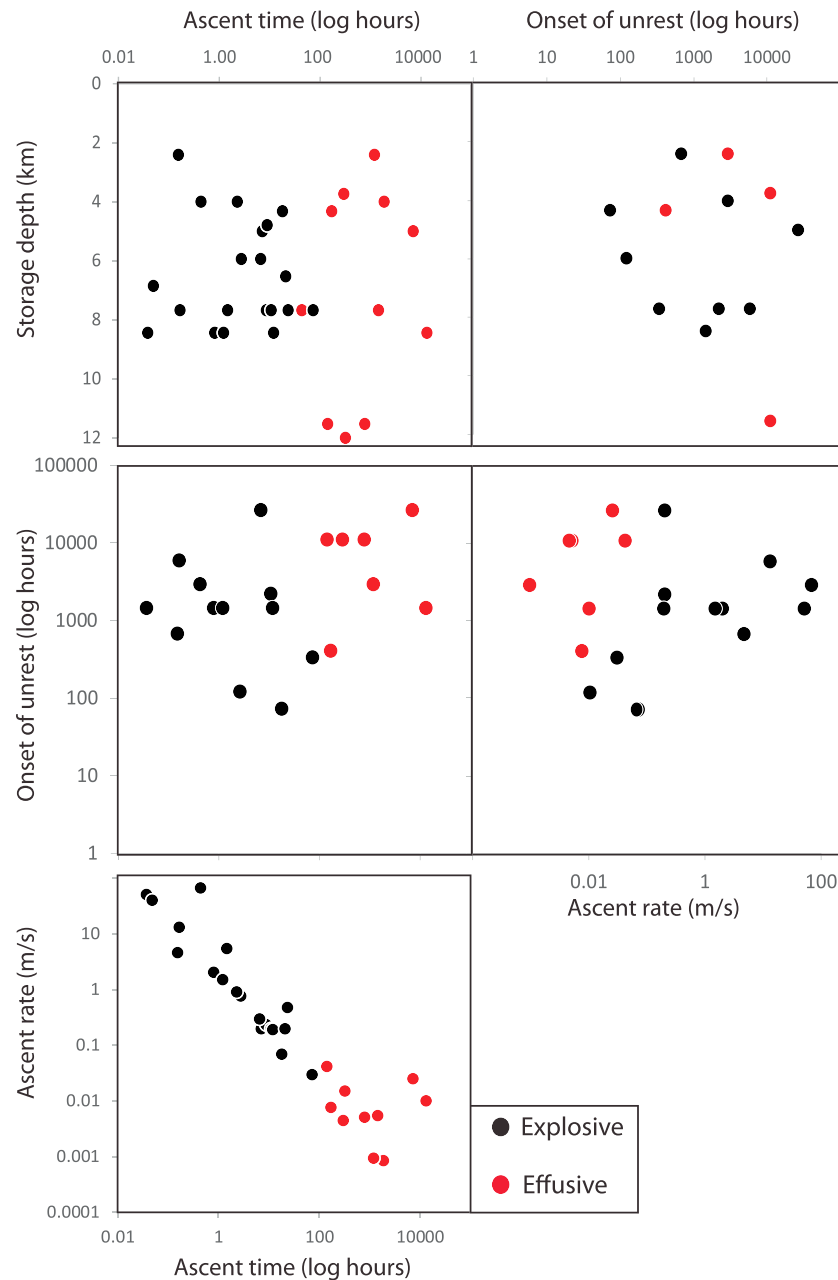 Ascent time (log hours)
Onset of unrest (log hours)
0.01 1.00 100 10000 1 10 100 1000 10000
Storage depth (km)
0
2
4
6
8
10
12
Onset of unrest (log hours)
100000
10000
1000
100
10
1
0.01 1 100
Ascent rate (m/s)
Ascent rate (m/s)
10
1
0.1
0.01
0.001
0.0001
0.01 1 100 10000
Ascent time (log hours)
Explosive
Effusive